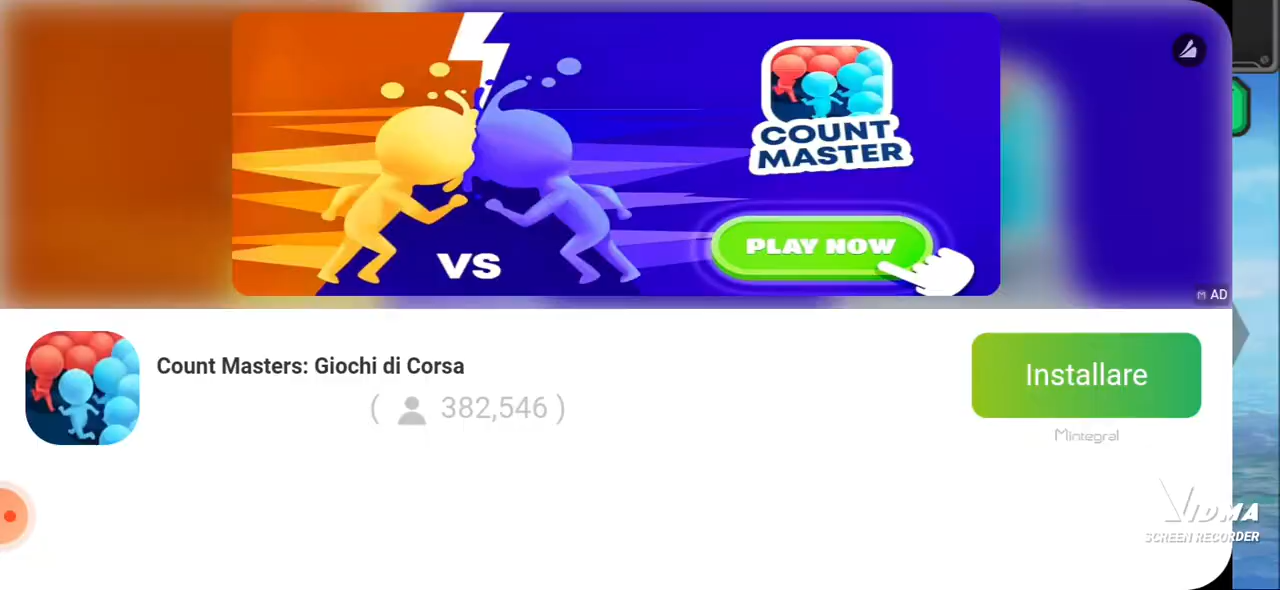 COUNT
MASTER
PLAY NOW
VS
AD
Count Masters: Giochi di Corsa
( 382,546 )
Installare
Mintegral
VIDMA
SCREEN RECORDER